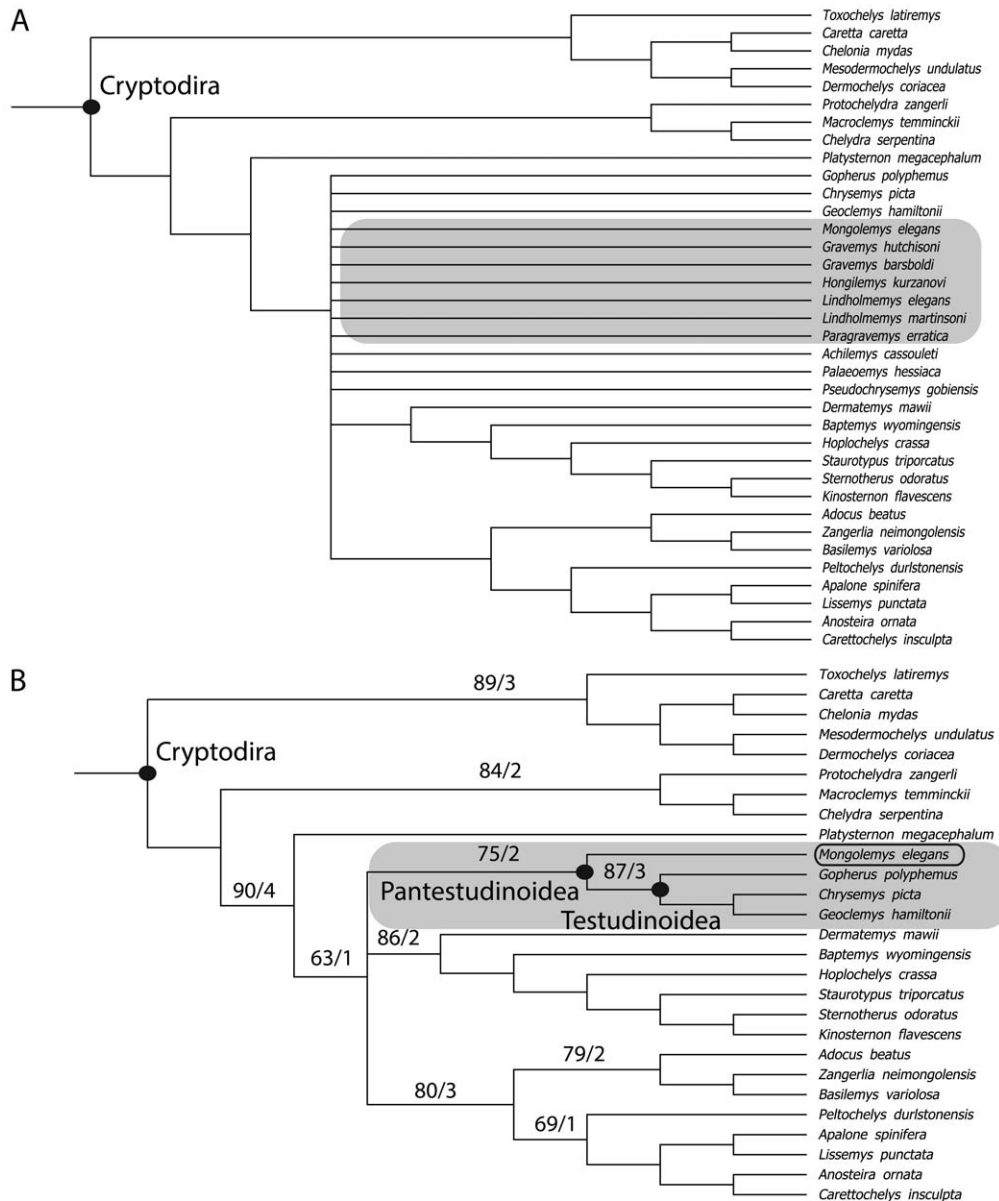 A
Cryptodira
Toxochelys latiremys
Caretta caretta
Chelonia mydas
Mesodermochelys undulatus
Dermochelys coriacea
Protochelydra zangerli
Macroclemys temminckii
Chelydra serpentina
Platysternon megacephalum
Gopherus polyphemus
Chrysemys picta
Geoclemys hamiltonii
Mongolemys elegans
Gravemys hutchisoni
Gravemys barsboldi
Hongilemys kurzanovi
Lindholmemys elegans
Lindholmemys martinsoni
Paragravemys erratica
Achilemys cassouleti
Palaeoemys hessiaca
Pseudochrysemys gobiensis
Dermatemys mawii
Baptemys wyomingensis
Hoplochelys crassa
Staurotypus triporcatus
Sternotherus odoratus
Kinosternon flavescens
Adocus beatus
Zangerlia neimongolensis
Basilemys variolosa
Peltochelys durlstonensis
Apalone spinifera
Lissemys punctata
Anosteira ornata
Carettochelys insculpta
B
Cryptodira
89/3
84/2
90/4
63/1
75/2
87/3
Pantestudinoidea
Testudinoidea
86/2
80/3
79/2
69/1
Toxochelys latiremys
Caretta caretta
Chelonia mydas
Mesodermochelys undulatus
Dermochelys coriacea
Protochelydra zangerli
Macroclemys temminckii
Chelydra serpentina
Platysternon megacephalum
Mongolemys elegans
Gopherus polyphemus
Chrysemys picta
Geoclemys hamiltonii
Dermatemys mawii
Baptemys wyomingensis
Hoplochelys crassa
Staurotypus triporcatus
Sternotherus odoratus
Kinosternon flavescens
Adocus beatus
Zangerlia neimongolensis
Basilemys variolosa
Peltochelys durlstonensis
Apalone spinifera
Lissemys punctata
Anosteira ornata
Carettochelys insculpta